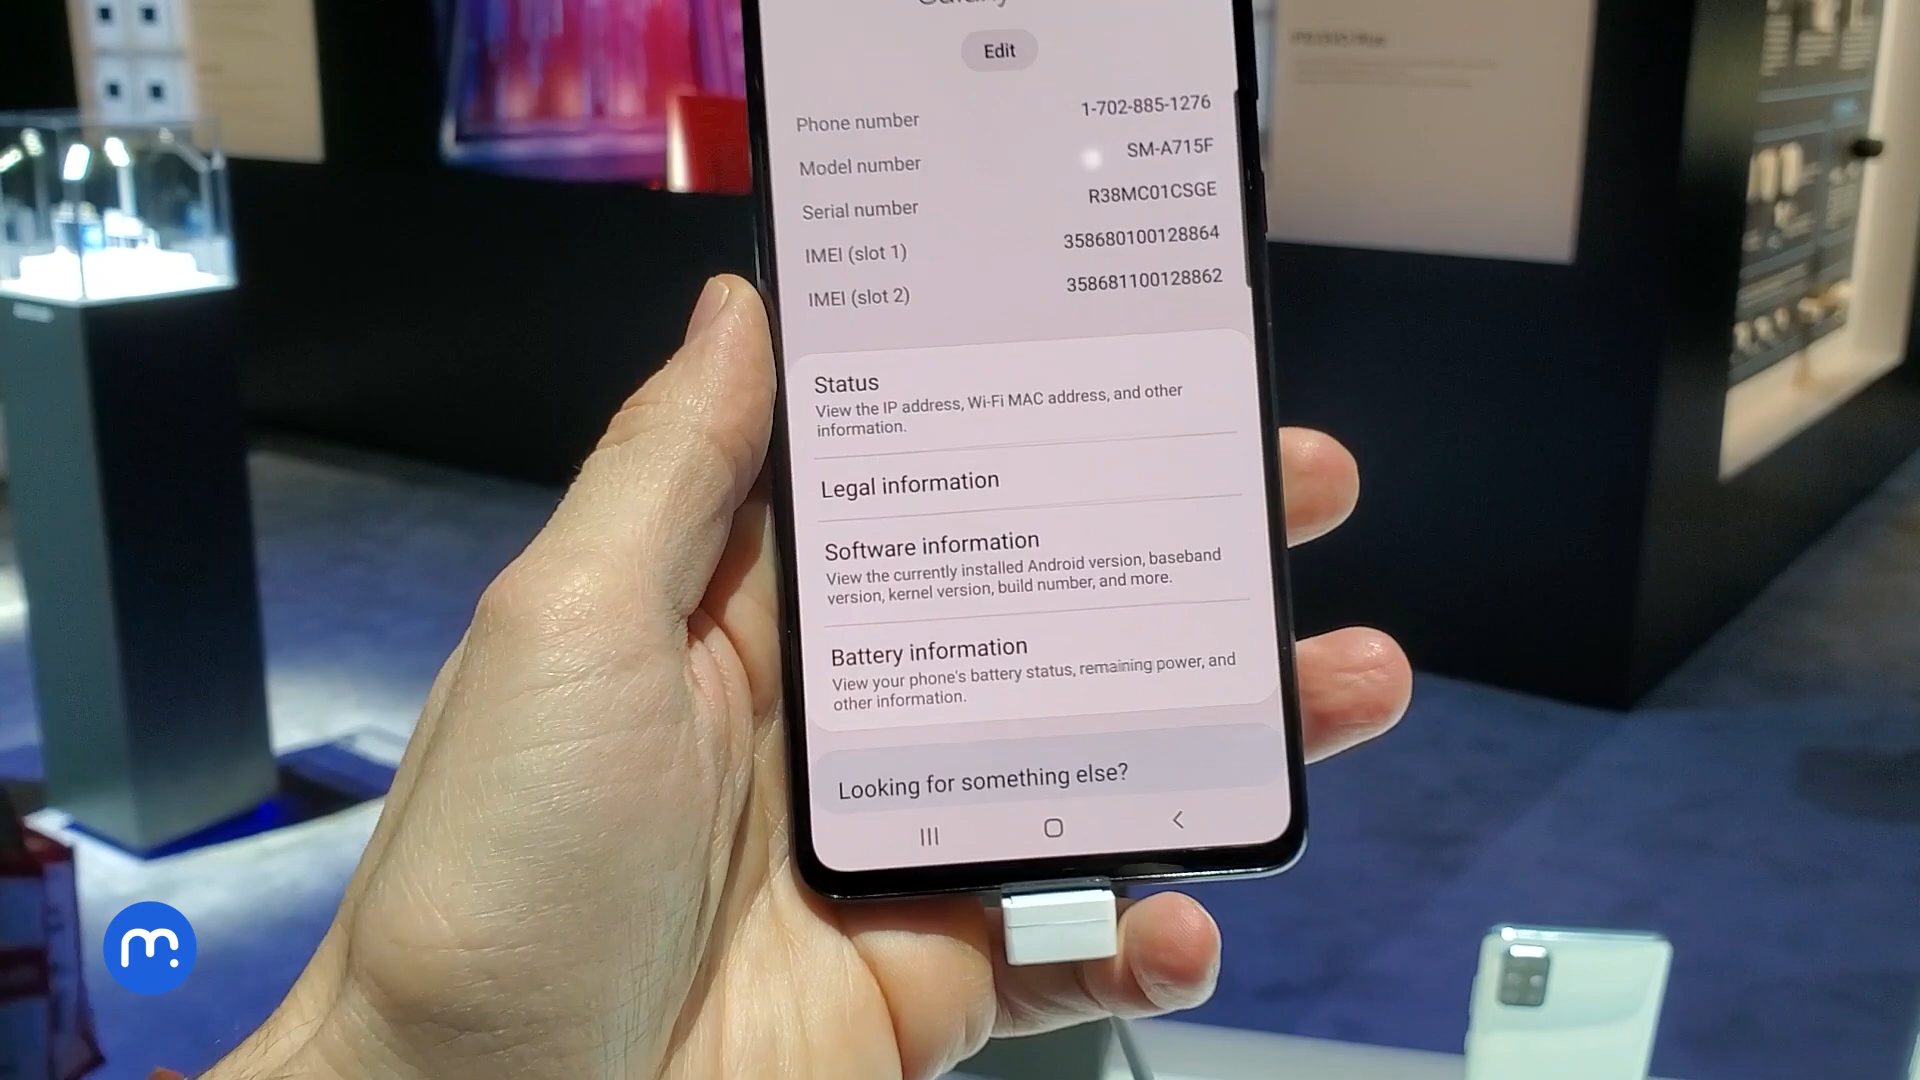 Galaxy
Edit
Phone number 1-702-885-1276
Model number SM-A715F
Serial number R38MC01CSGE
IMEI (slot 1) 358680100128864
IMEI (slot 2) 358681100128862
Status
View the IP address, Wi-Fi MAC address, and other
information.
Legal information
Software information
View the currently installed Android version, baseband
version, kernel version, build number, and more.
Battery information
View your phone's battery status, remaining power, and
other information.
Looking for something else?
m.